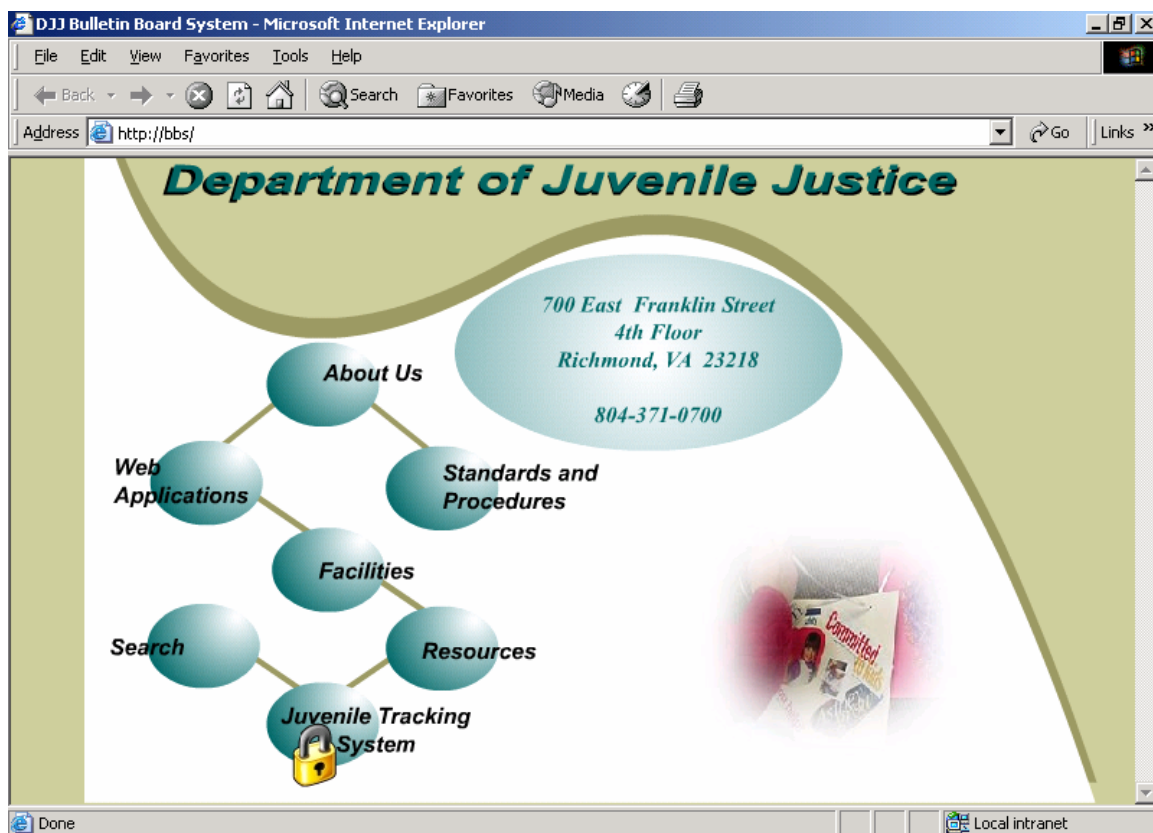 DJJ Bulletin Board System - Microsoft Internet Explorer
File Edit View Favorites Tools Help
Back Search Favorites Media
Address http://bbs/ Go Links »
Department of Juvenile Justice
700 East Franklin Street
4th Floor
Richmond, VA 23218
804-371-0700
About Us
Web
Applications
Standards and
Procedures
Facilities
Search
Resources
Juvenile Tracking
System
Committed
Done Local intranet